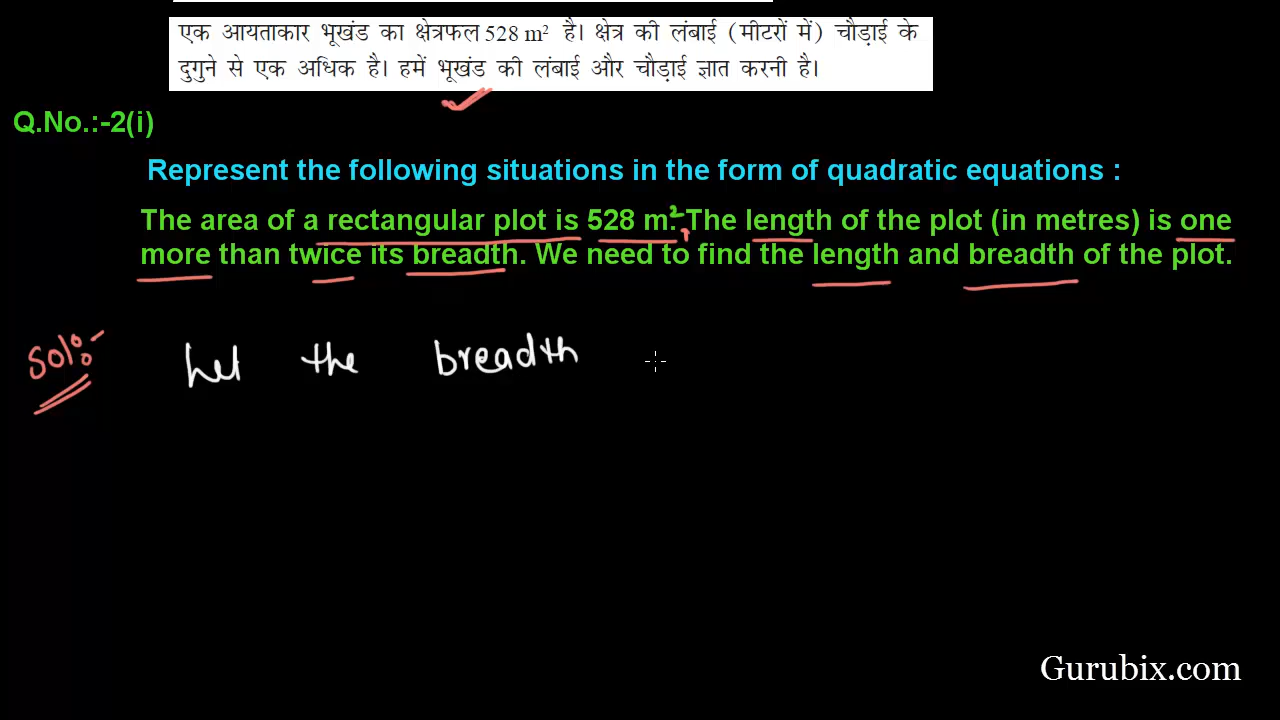 एक आयताकार भूखंड का क्षेत्रफल 528 m² है। क्षेत्र की लंबाई (मीटरों में) चौड़ाई के
दुगुने से एक अधिक है। हमें भूखंड की लंबाई और चौड़ाई ज्ञात करनी है।
Q.No.:-2(i)
Represent the following situations in the form of quadratic equations :
The area of a rectangular plot is 528 m². The length of the plot (in metres) is one
more than twice its breadth. We need to find the length and breadth of the plot.
Sol:-
Let the breadth
Gurubix.com